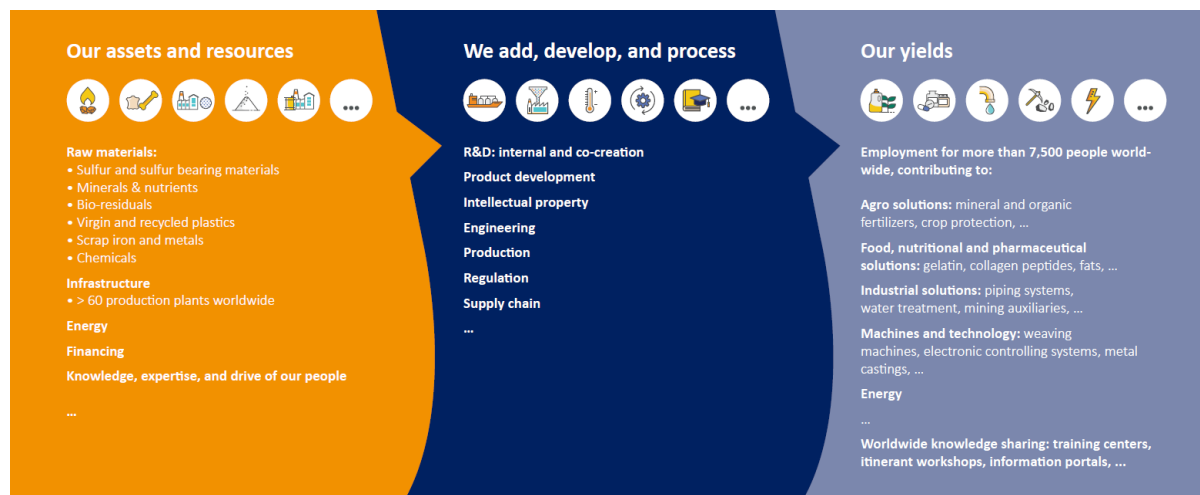 Our assets and resources
...
Raw materials:
• Sulfur and sulfur bearing materials
• Minerals & nutrients
• Bio-residuals
• Virgin and recycled plastics
• Scrap iron and metals
• Chemicals
Infrastructure
• > 60 production plants worldwide
Energy
Financing
Knowledge, expertise, and drive of our people
...
We add, develop, and process
...
R&D: internal and co-creation
Product development
Intellectual property
Engineering
Production
Regulation
Supply chain
...
Our yields
...
Employment for more than 7,500 people world-
wide, contributing to:
Agro solutions: mineral and organic
fertilizers, crop protection, ...
Food, nutritional and pharmaceutical
solutions: gelatin, collagen peptides, fats, ...
Industrial solutions: piping systems,
water treatment, mining auxiliaries, ...
Machines and technology: weaving
machines, electronic controlling systems, metal
castings, ...
Energy
...
Worldwide knowledge sharing: training centers,
itinerant workshops, information portals, ...